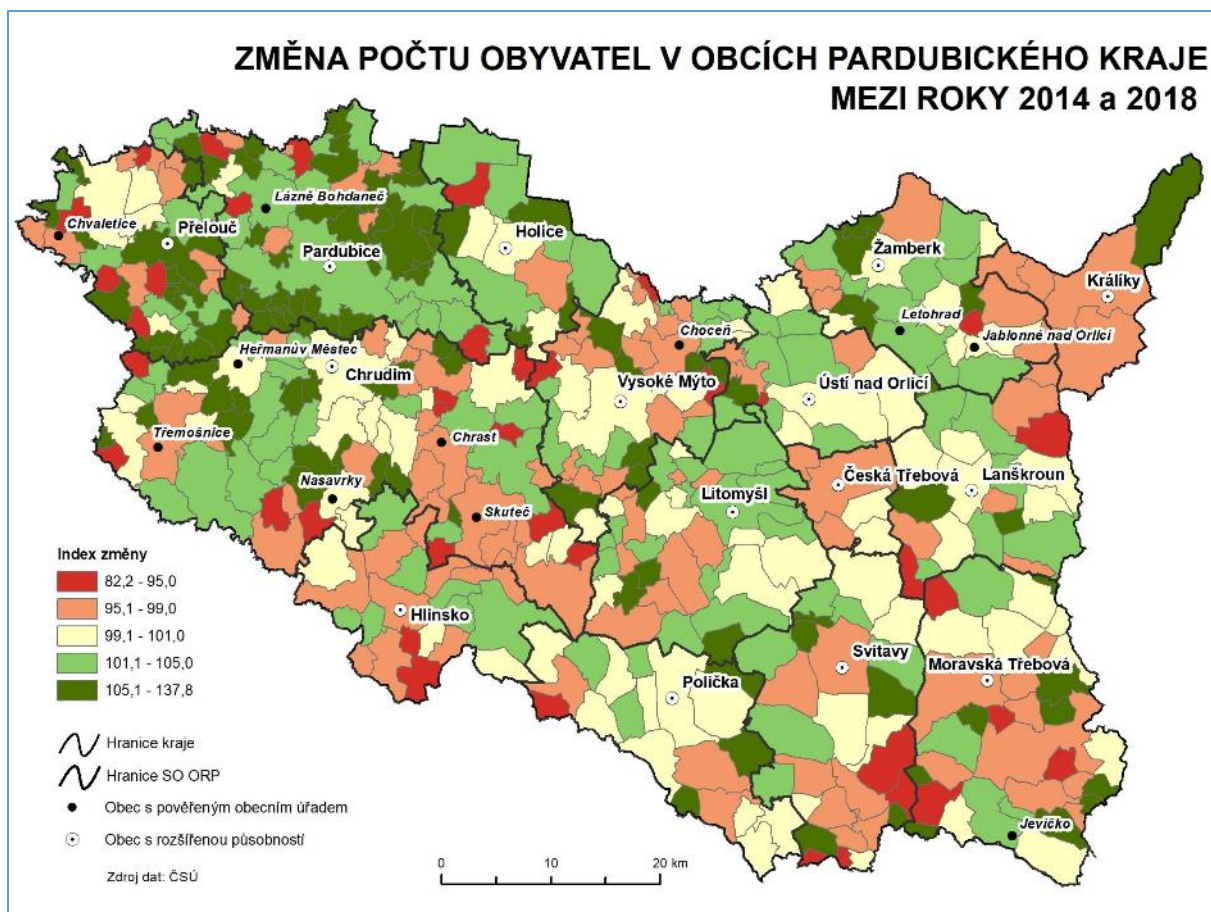 ZMĚNA POČTU OBYVATEL V OBCÍCH PARDUBICKÉHO KRAJE
MEZI ROKY 2014 a 2018
Lázně Bohdaneč
Chvaletice
Přelouč
Pardubice
Holice
Žamberk
Králíky
Letohrad
Jablonné nad Orlicí
Choceň
Heřmanův Městec
Chrudim
Vysoké Mýto
Ústí nad Orlicí
Třemošnice
Chrast
Česká Třebová
Lanškroun
Nasavrky
Litomyšl
Skuteč
Hlinsko
Svitavy
Moravská Třebová
Polička
Jevíčko
Index změny
82,2 - 95,0
95,1 - 99,0
99,1 - 101,0
101,1 - 105,0
105,1 - 137,8
Hranice kraje
Hranice SO ORP
Obec s pověřeným obecním úřadem
Obec s rozšířenou působností
Zdroj dat: ČSÚ
0 10 20 km